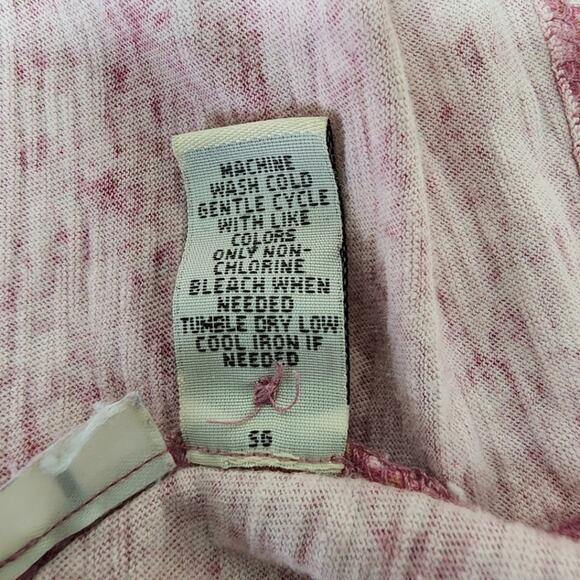 MACHINE
WASH COLD
GENTLE CYCLE
WITH LIKE
COLORS
ONLY NON-
CHLORINE
BLEACH WHEN
NEEDED
TUMBLE DRY LOW
COOL IRON IF
NEEDED
SG